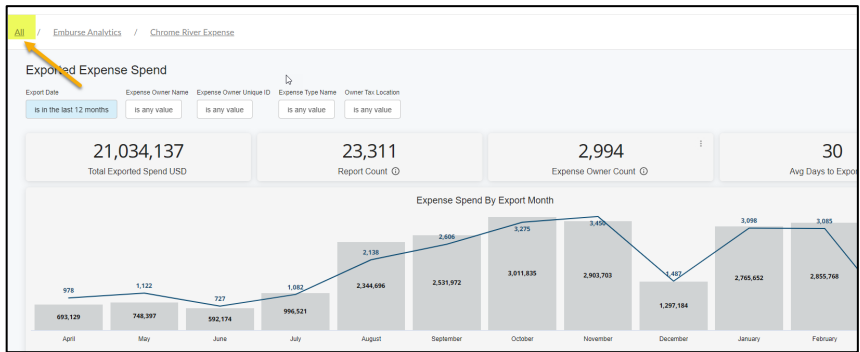 All / Emburse Analytics / Chrome River Expense
Exported Expense Spend
Export Date Expense Owner Name Expense Owner Unique ID Expense Type Name Owner Tax Location
is in the last 12 months is any value is any value is any value is any value
21,034,137 23,311 2,994 30
Total Exported Spend USD Report Count Expense Owner Count Avg Days to Expor
Expense Spend By Export Month
978 1,122 727 1,082 2,138 2,606 3,275 3,450 1,487 3,098 3,085
693,129 748,397 592,174 996,521 2,344,696 2,531,972 3,011,835 2,903,703 1,297,184 2,765,652 2,855,768
April May June July August September October November December January February